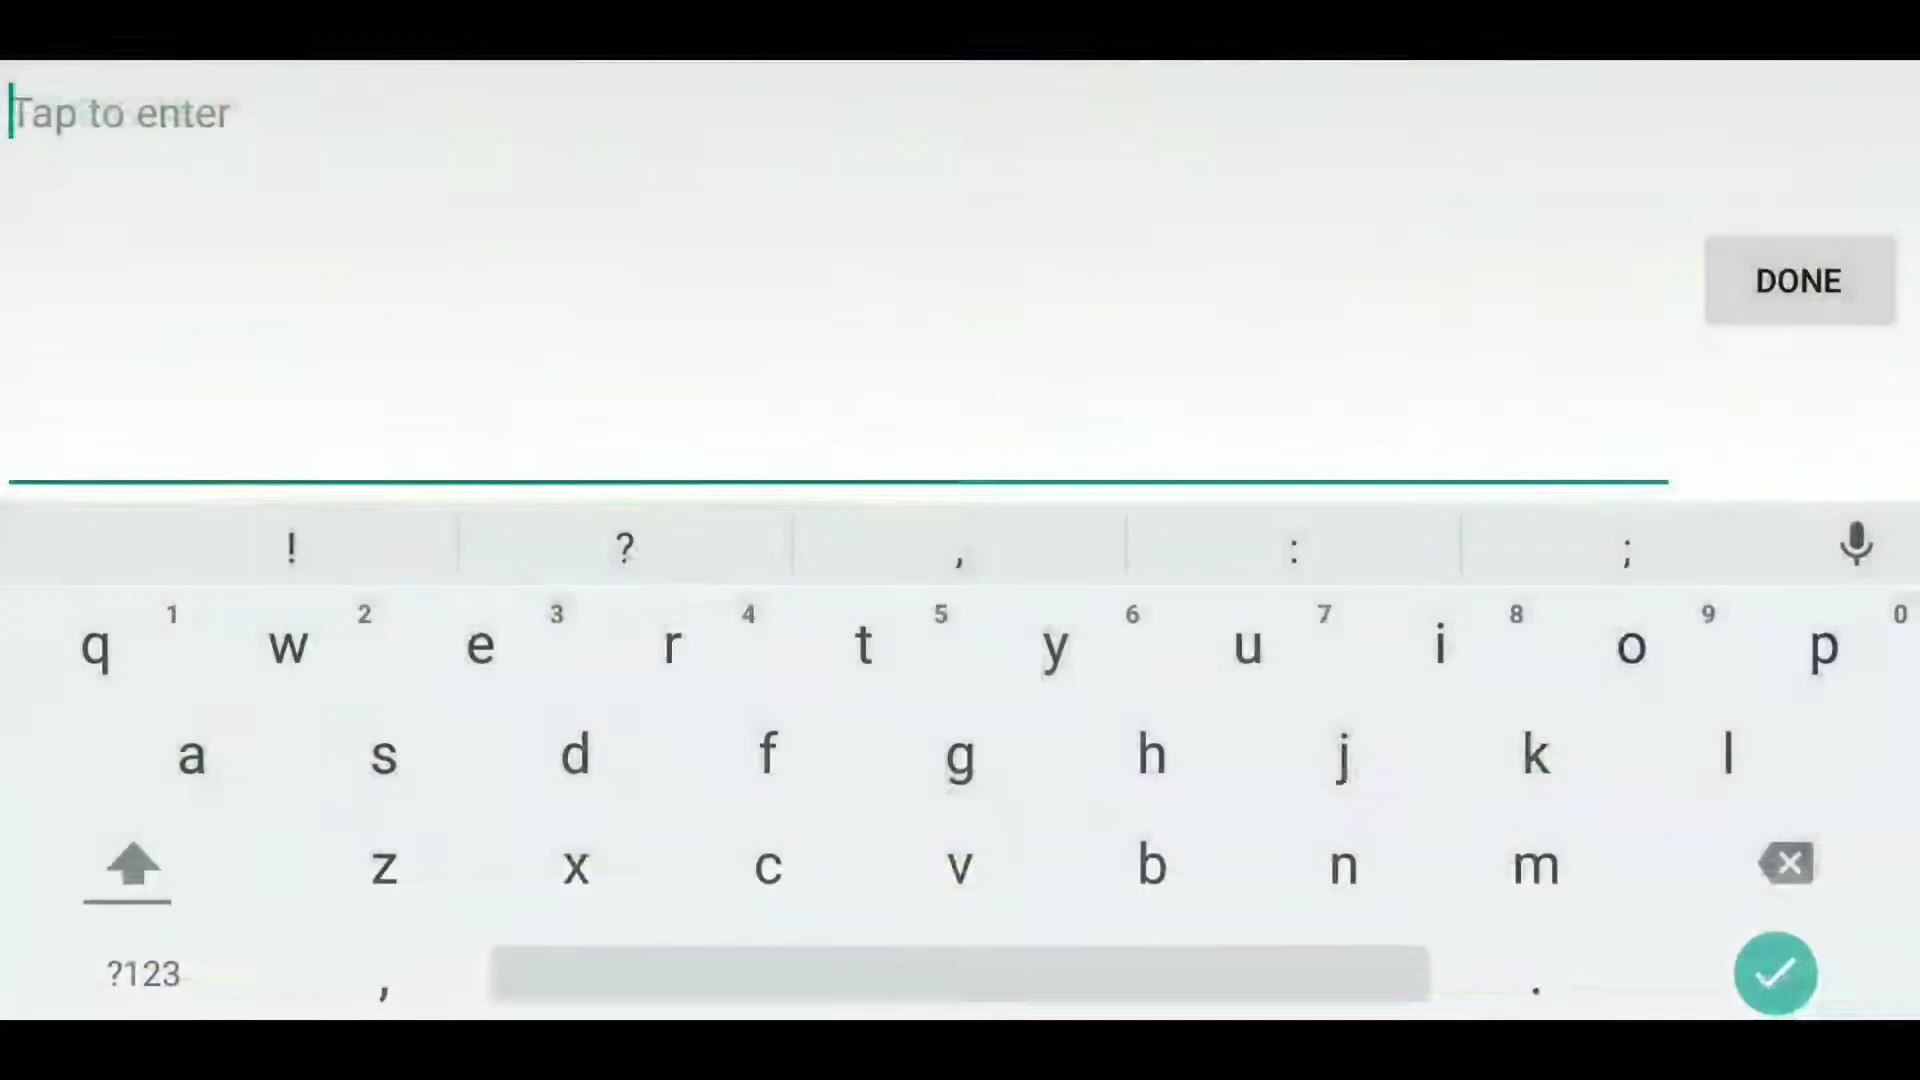 Tap to enter
DONE
! ? , : ;
1 2 3 4 5 6 7 8 9 0
q w e r t y u i o p
a s d f g h j k l
z x c v b n m
?123 , .